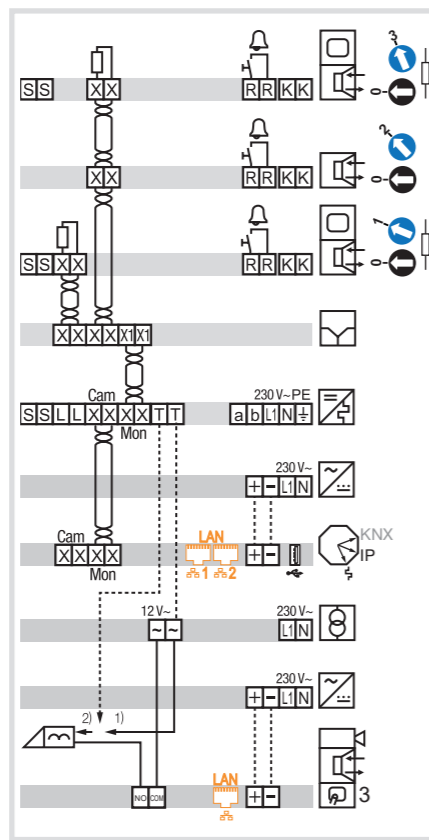 3
S S X X R R K K
0
2
X X R R K K
0
1
S S X X R R K K
0
X X X X X1 X1
Cam 230 V~ PE
S S L L X X X X T T a b L1 N
Mon
230 V~
+ - L1 N
KNX
Cam LAN IP
X X X X 1 2 + -
Mon
12 V~ 230 V~
~ ~ L1 N
230 V~
+ - L1 N
2) 1)
LAN
NO COM + - 3